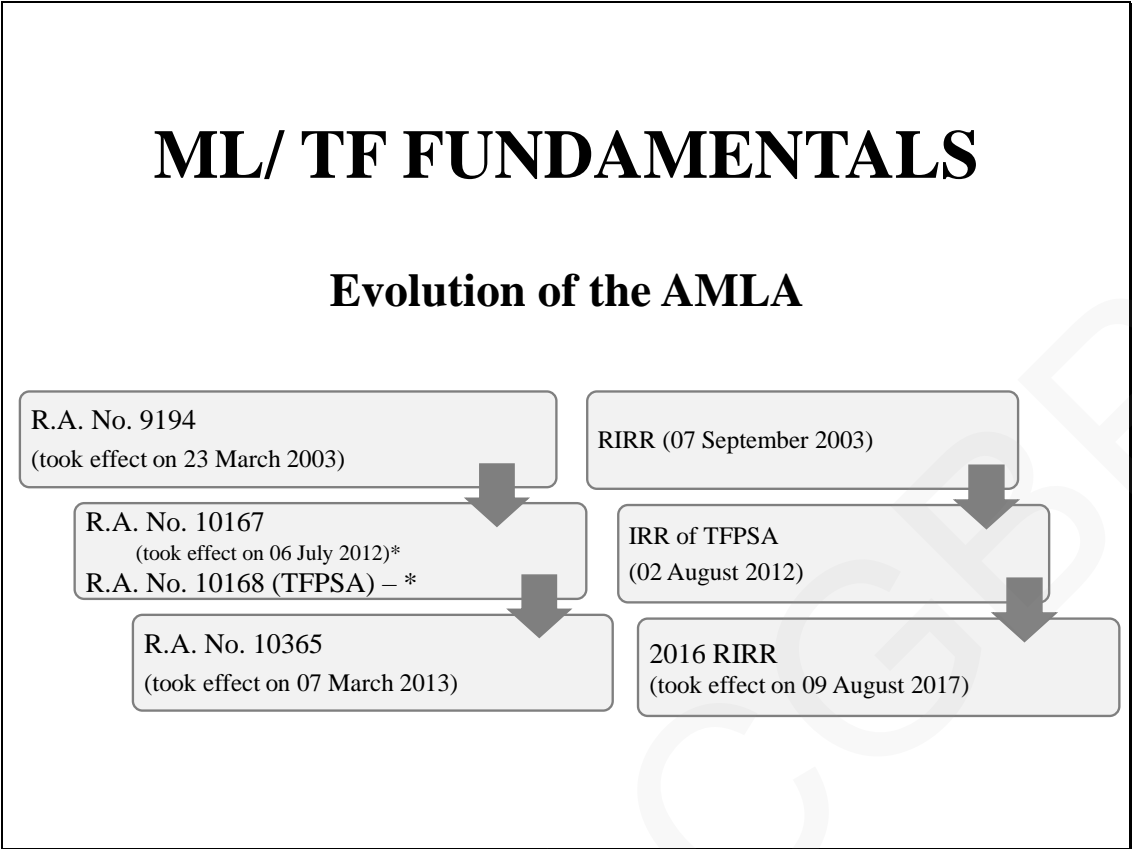 ML/ TF FUNDAMENTALS
Evolution of the AMLA
R.A. No. 9194
(took effect on 23 March 2003)
R.A. No. 10167
(took effect on 06 July 2012)*
R.A. No. 10168 (TFPSA) – *
R.A. No. 10365
(took effect on 07 March 2013)
RIRR (07 September 2003)
IRR of TFPSA
(02 August 2012)
2016 RIRR
(took effect on 09 August 2017)